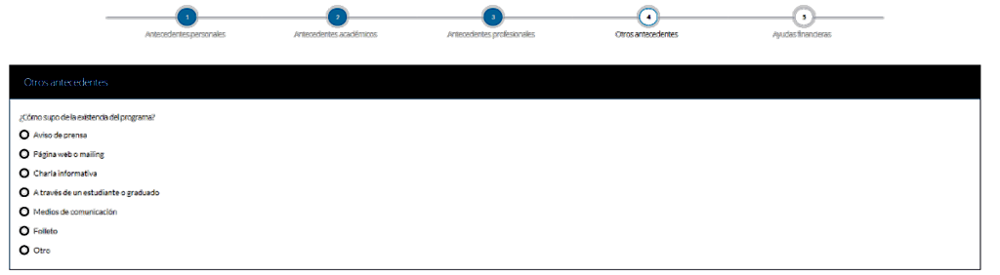 1 2 3 4 5
Antecedentes personales Antecedentes académicos Antecedentes profesionales Otros antecedentes Ayudas financieras
Otros antecedentes
¿Cómo supo de la existencia del programa?
Aviso de prensa
Página web o mailing
Charla informativa
A través de un estudiante o graduado
Medios de comunicación
Folleto
Otro